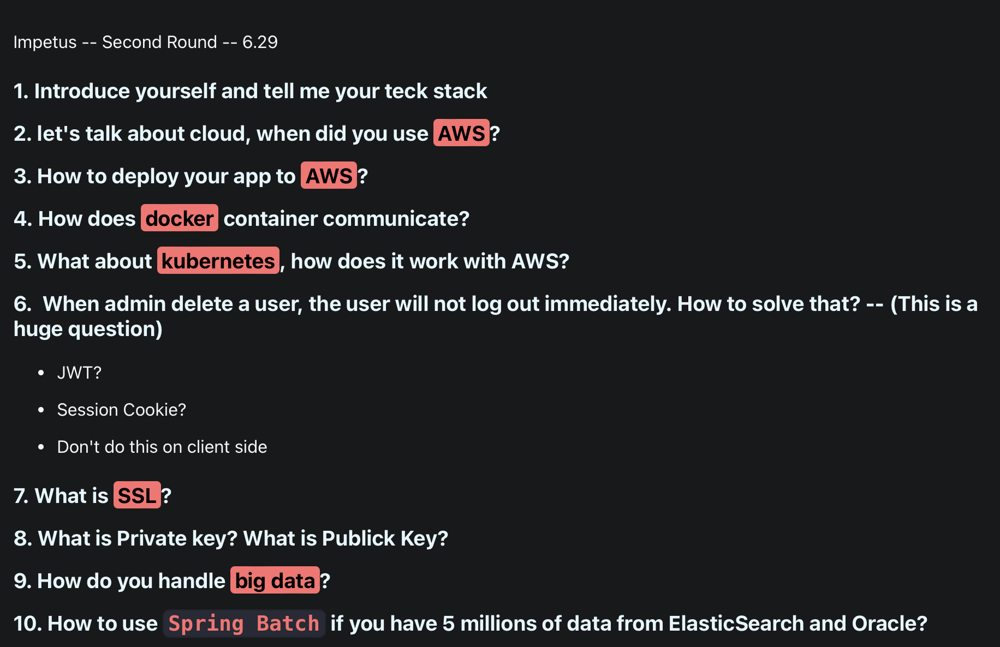 Impetus -- Second Round -- 6.29
1. Introduce yourself and tell me your teck stack
2. let's talk about cloud, when did you use AWS?
3. How to deploy your app to AWS?
4. How does docker container communicate?
5. What about kubernetes, how does it work with AWS?
6.  When admin delete a user, the user will not log out immediately. How to solve that? -- (This is a
huge question)
• JWT?
• Session Cookie?
• Don't do this on client side
7. What is SSL?
8. What is Private key? What is Publick Key?
9. How do you handle big data?
10. How to use Spring Batch if you have 5 millions of data from ElasticSearch and Oracle?